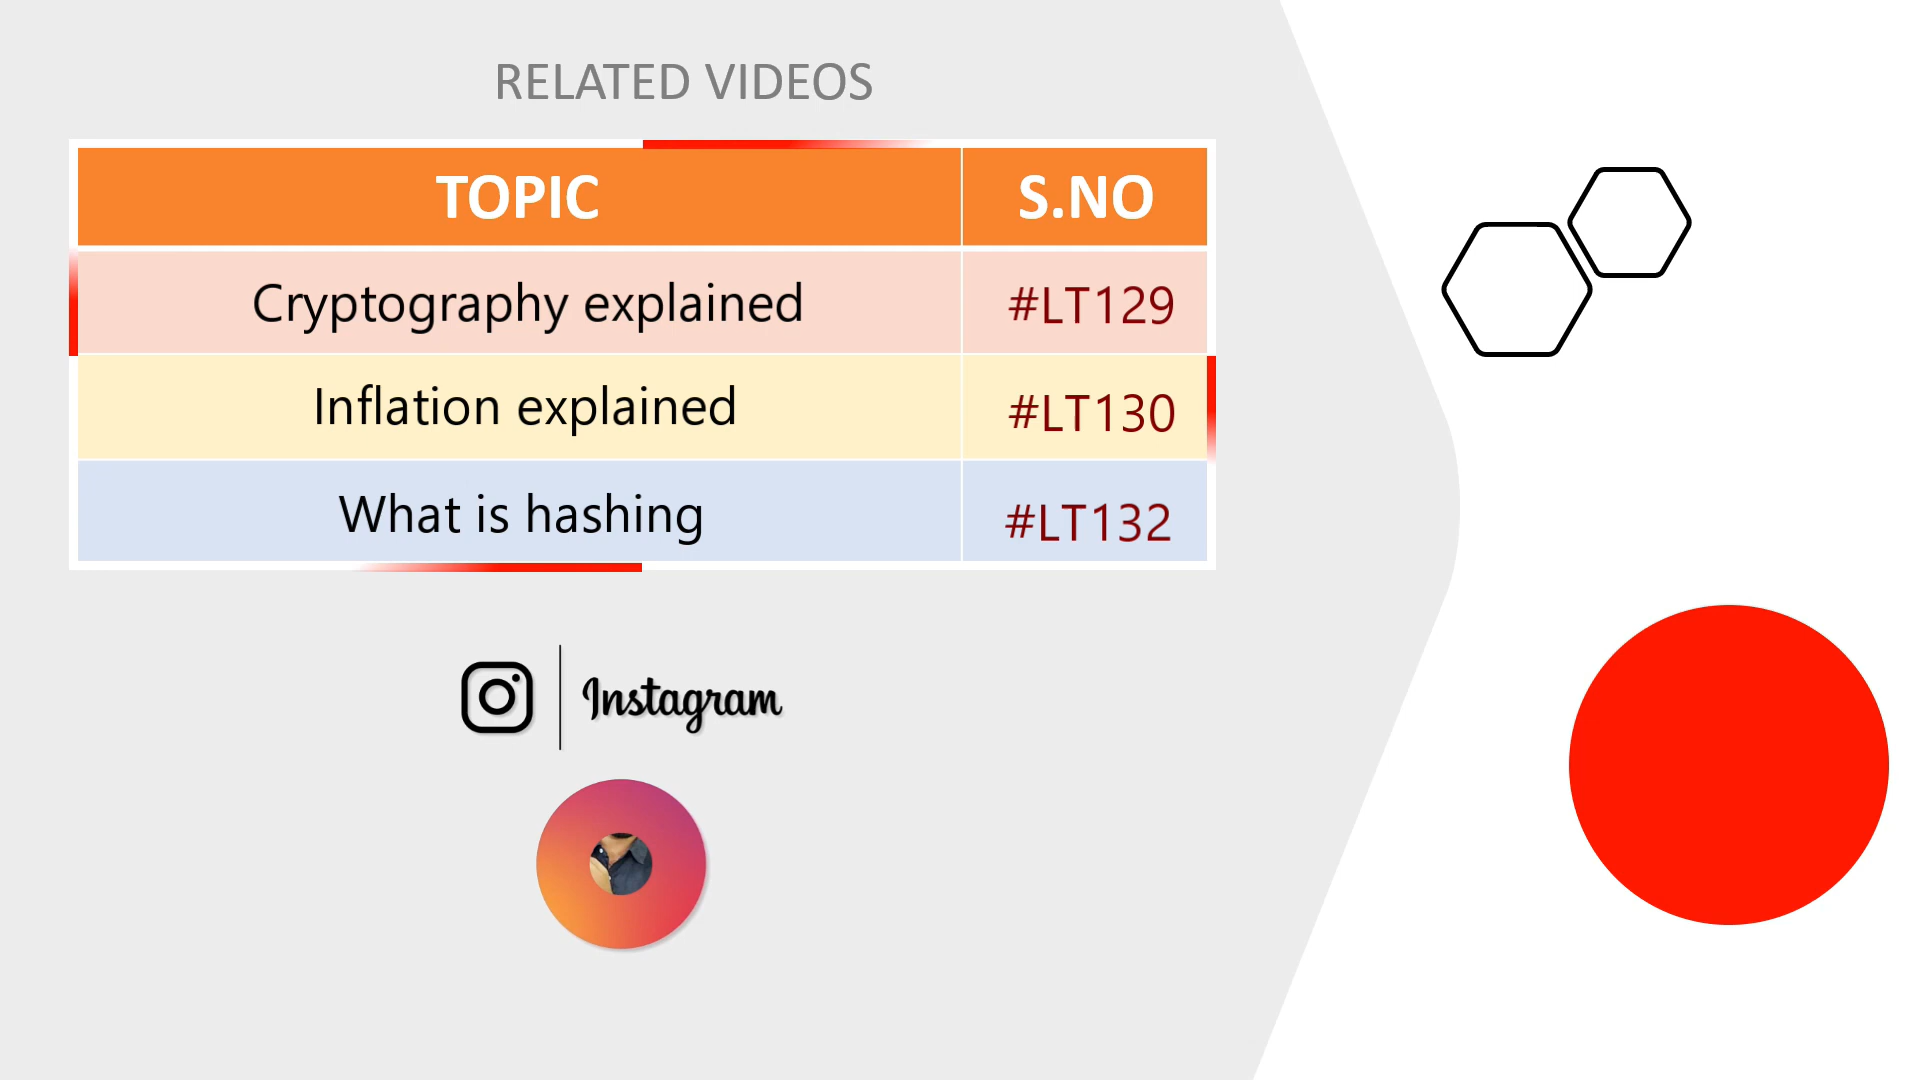 RELATED VIDEOS
TOPIC S.NO
Cryptography explained #LT129
Inflation explained #LT130
What is hashing #LT132
Instagram